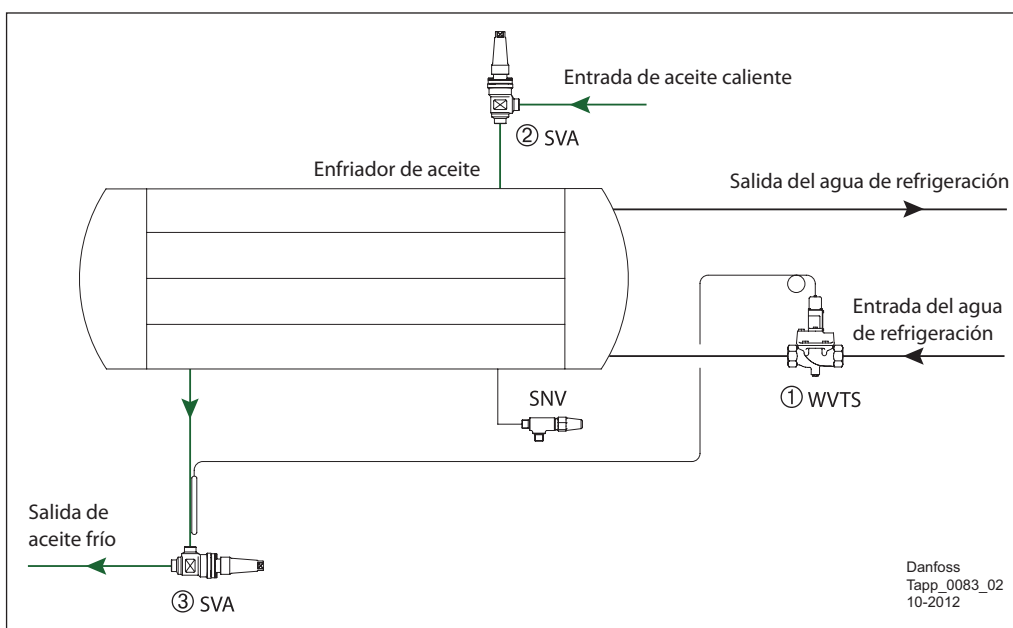 Entrada de aceite caliente
② SVA
Enfriador de aceite
Salida del agua de refrigeración
Entrada del agua
de refrigeración
① WVTS
SNV
Salida de
aceite frío
③ SVA
Danfoss
Tapp_0083_02
10-2012